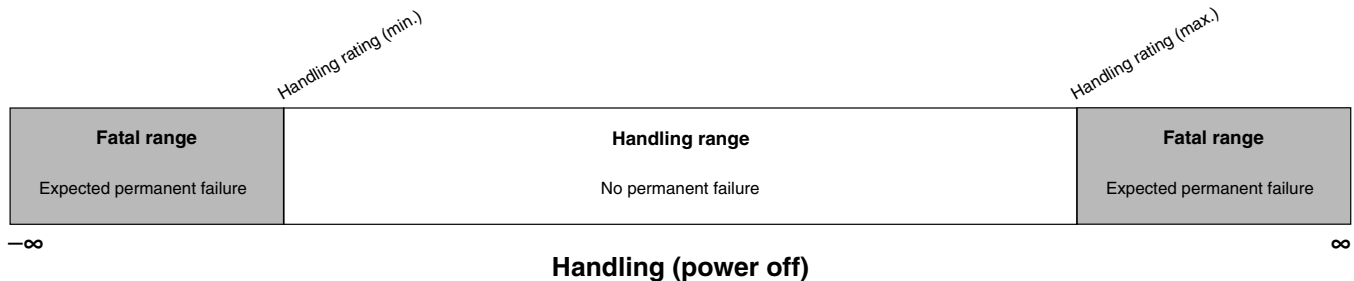 Handling rating (min.)
Handling rating (max.)
Fatal range
Handling range
Fatal range
Expected permanent failure
No permanent failure
Expected permanent failure
–∞
∞
Handling (power off)